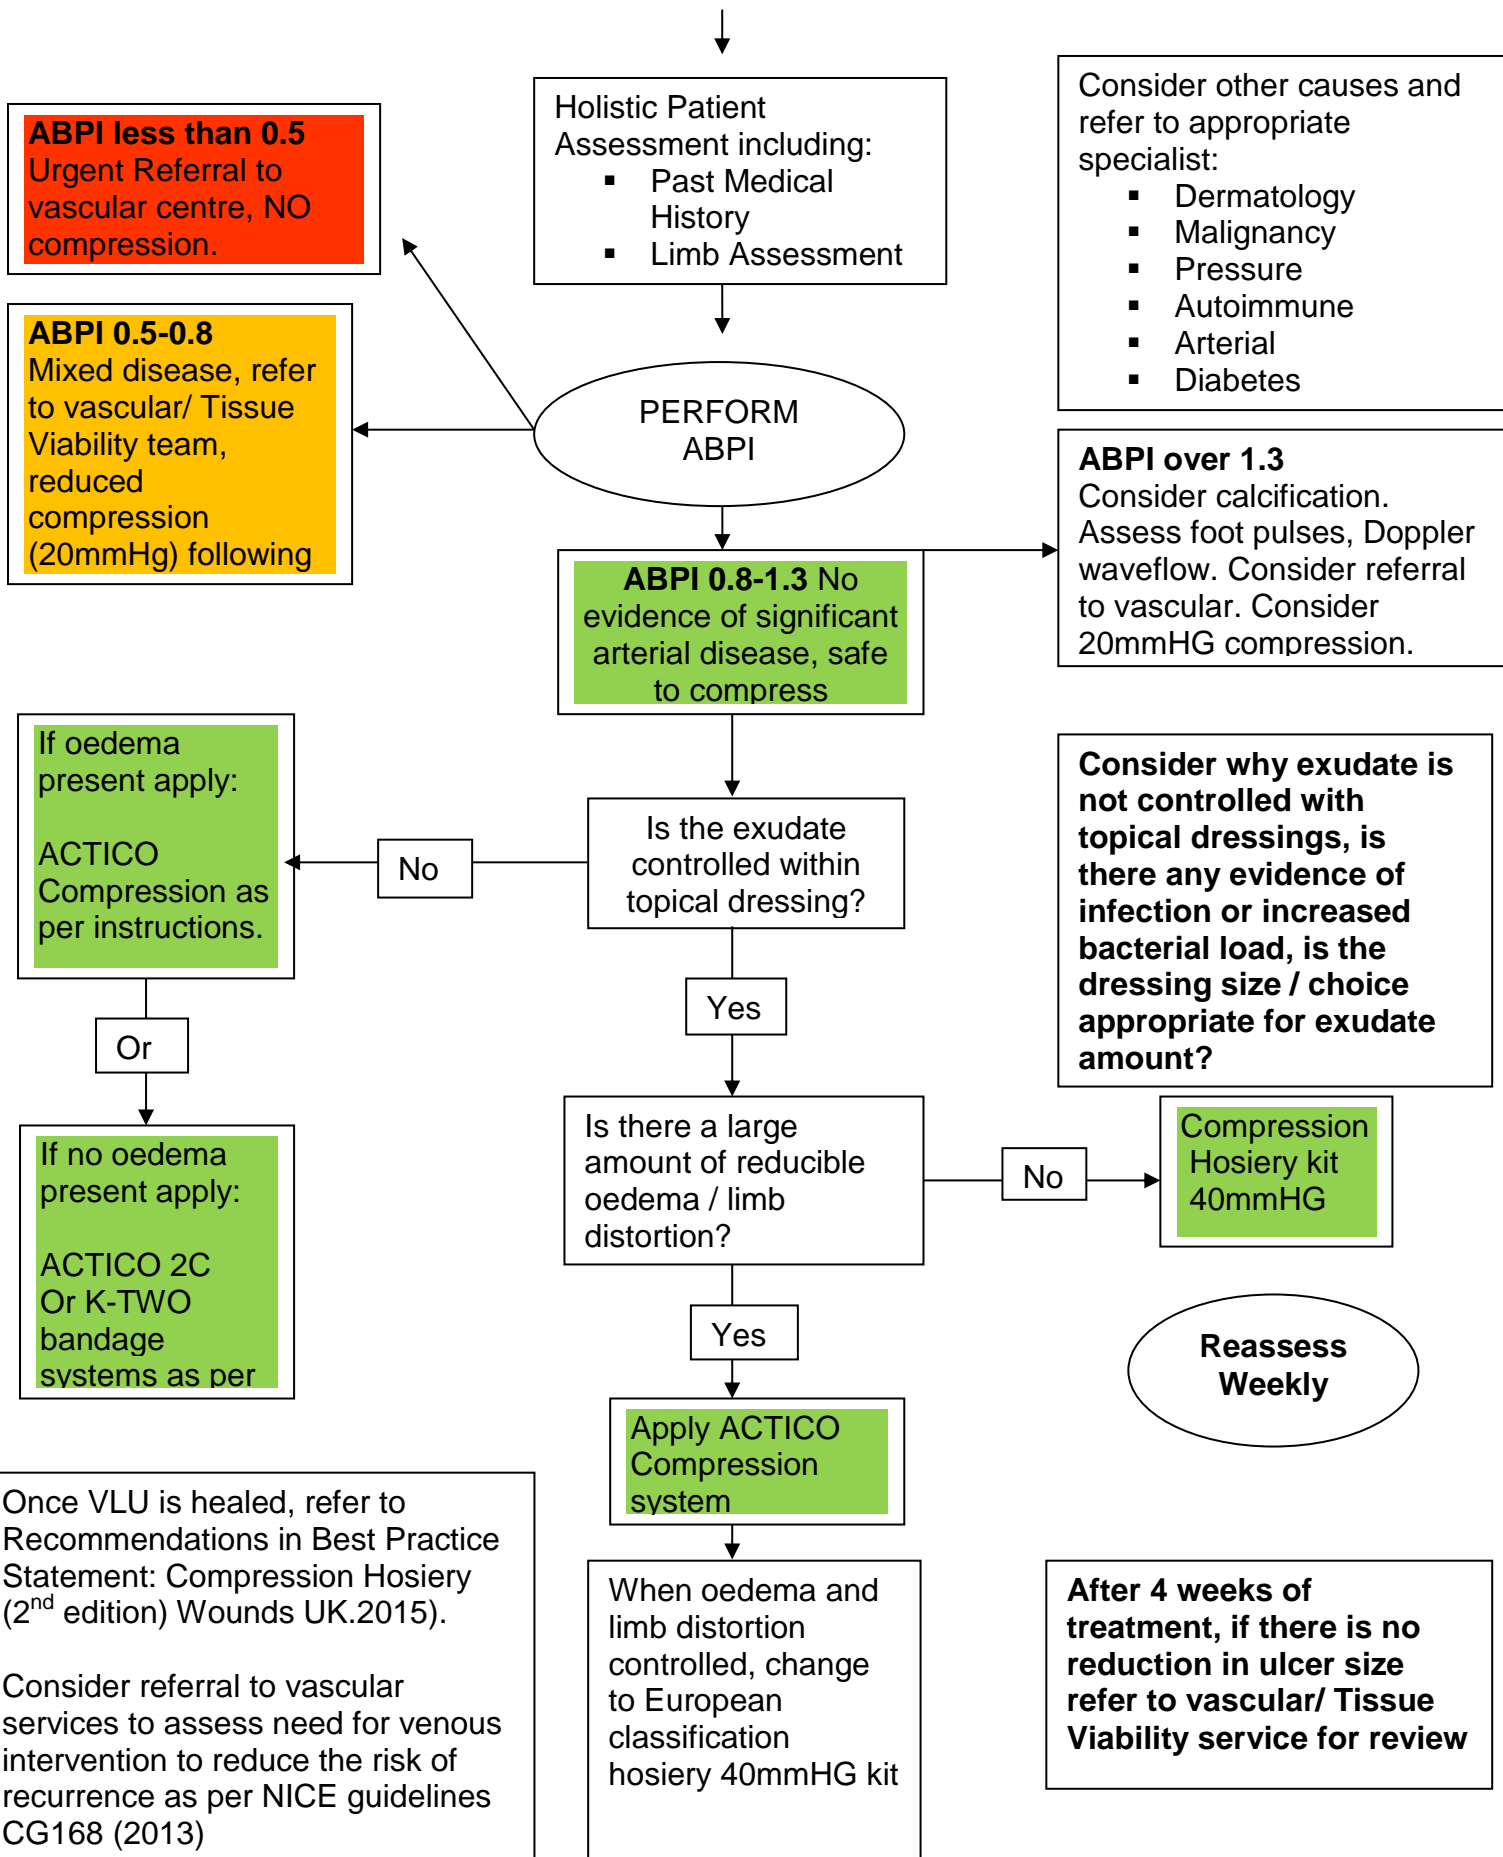 Holistic Patient
Assessment including:
▪ Past Medical
History
▪ Limb Assessment
Consider other causes and
refer to appropriate
specialist:
▪ Dermatology
▪ Malignancy
▪ Pressure
▪ Autoimmune
▪ Arterial
▪ Diabetes
ABPI less than 0.5
Urgent Referral to
vascular centre, NO
compression.
ABPI 0.5-0.8
Mixed disease, refer
to vascular/ Tissue
Viability team,
reduced
compression
(20mmHg) following
PERFORM
ABPI
ABPI over 1.3
Consider calcification.
Assess foot pulses, Doppler
waveflow. Consider referral
to vascular. Consider
20mmHG compression.
ABPI 0.8-1.3 No
evidence of significant
arterial disease, safe
to compress
If oedema
present apply:
ACTICO
Compression as
per instructions.
No
Is the exudate
controlled within
topical dressing?
Consider why exudate is
not controlled with
topical dressings, is
there any evidence of
infection or increased
bacterial load, is the
dressing size / choice
appropriate for exudate
amount?
Or
Yes
If no oedema
present apply:
ACTICO 2C
Or K-TWO
bandage
systems as per
Is there a large
amount of reducible
oedema / limb
distortion?
No
Compression
Hosiery kit
40mmHG
Yes
Reassess
Weekly
Apply ACTICO
Compression
system
Once VLU is healed, refer to
Recommendations in Best Practice
Statement: Compression Hosiery
(2nd edition) Wounds UK.2015).
Consider referral to vascular
services to assess need for venous
intervention to reduce the risk of
recurrence as per NICE guidelines
CG168 (2013)
When oedema and
limb distortion
controlled, change
to European
classification
hosiery 40mmHG kit
After 4 weeks of
treatment, if there is no
reduction in ulcer size
refer to vascular/ Tissue
Viability service for review